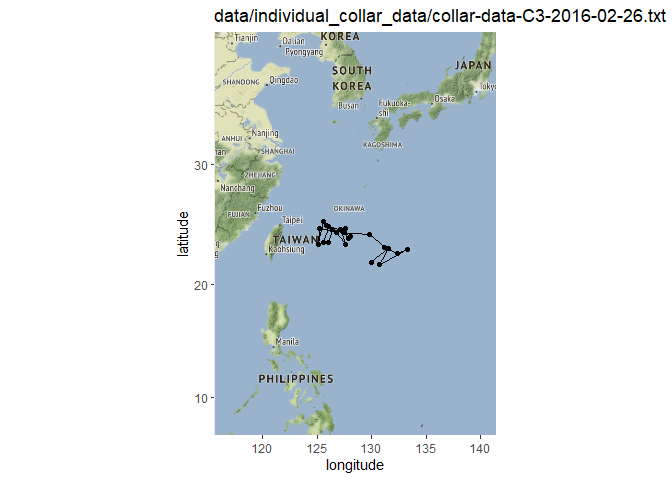 data/individual_collar_data/collar-data-C3-2016-02-26.txt
Tianjin
Dalian
KOREA
Pyongyang
SHANDONG
Qingdao
SOUTH
KOREA
JAPAN
Tokyo
Busan
Fukuoka-
shi
Osaka
ANHUI
Nanjing
SHANGHAI
KAGOSHIMA
30
ZHEJIANG
Nanchang
latitude
FUJIAN
Fuzhou
OKINAWA
Taipei
TAIWAN
Kaohsiung
20
Manila
PHILIPPINES
10
120
125
130
135
140
longitude